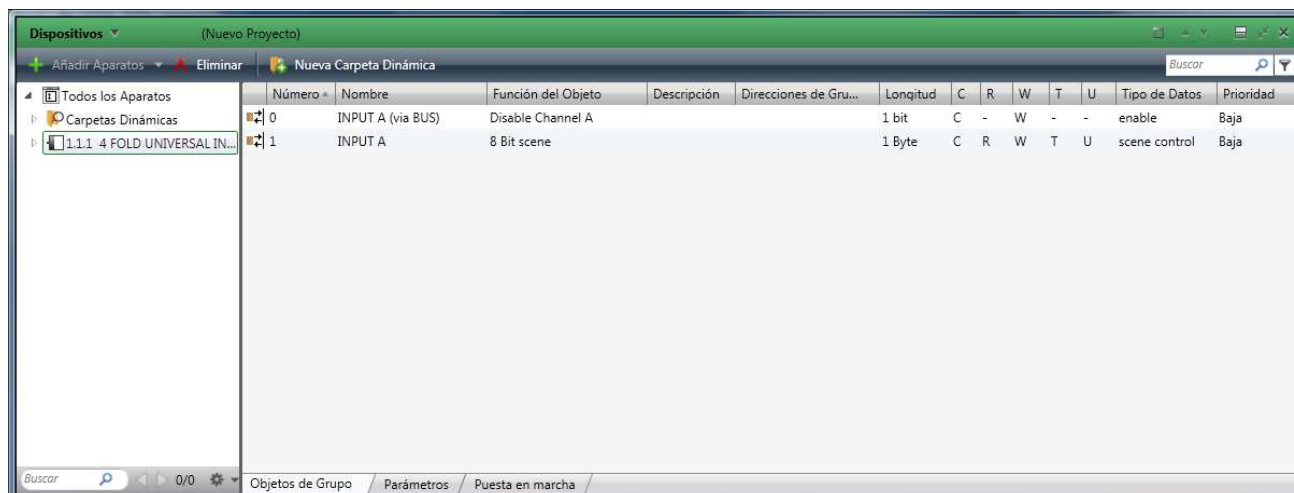 Dispositivos (Nuevo Proyecto)
Añadir Aparatos Eliminar Nueva Carpeta Dinámica Buscar
Todos los Aparatos
Carpetas Dinámicas
1.1.1 4 FOLD UNIVERSAL IN...
Número Nombre Función del Objeto Descripción Direcciones de Gru... Longitud C R W T U Tipo de Datos Prioridad
0 INPUT A (via BUS) Disable Channel A 1 bit C - W - - enable Baja
1 INPUT A 8 Bit scene 1 Byte C R W T U scene control Baja
Buscar 0/0
Objetos de Grupo Parámetros Puesta en marcha